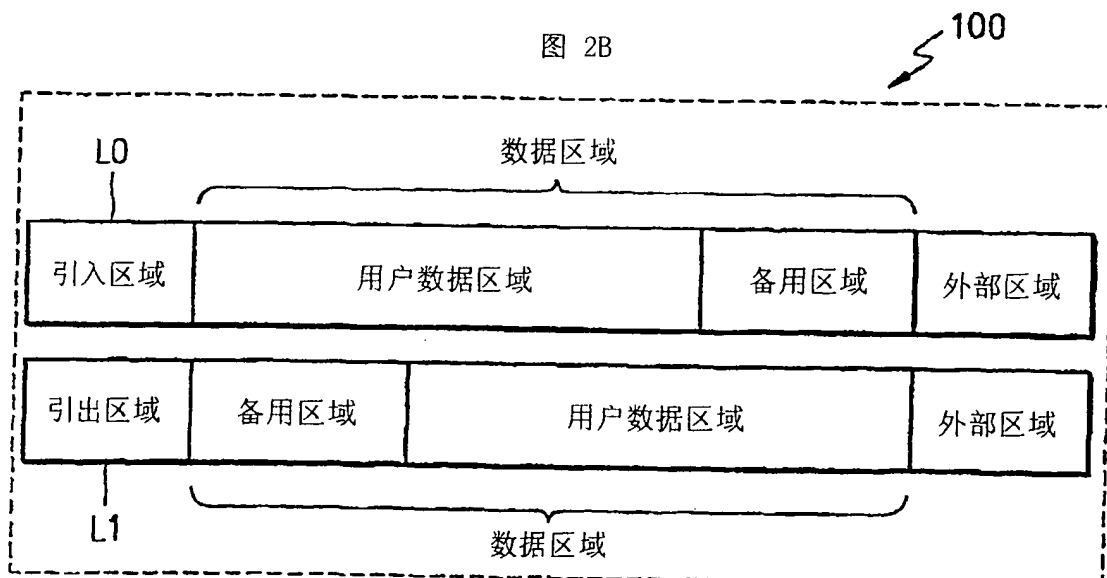 图 2B
100
数据区域
L0
引入区域 用户数据区域 备用区域 外部区域
引出区域 备用区域 用户数据区域 外部区域
L1
数据区域